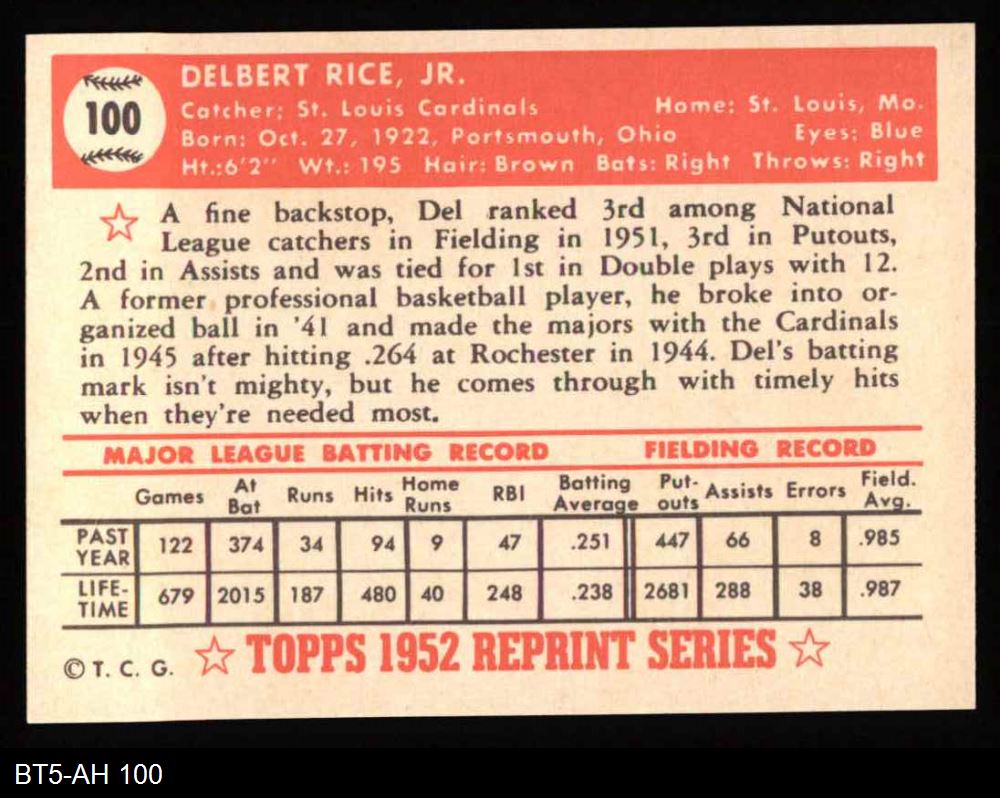 100
DELBERT RICE, JR.
Catcher; St. Louis Cardinals Home: St. Louis, Mo.
Born: Oct. 27, 1922, Portsmouth, Ohio Eyes: Blue
Ht.:6'2" Wt.: 195 Hair: Brown Bats: Right Throws: Right
A fine backstop, Del ranked 3rd among National
League catchers in Fielding in 1951, 3rd in Putouts,
2nd in Assists and was tied for 1st in Double plays with 12.
A former professional basketball player, he broke into or-
ganized ball in '41 and made the majors with the Cardinals
in 1945 after hitting .264 at Rochester in 1944. Del's batting
mark isn't mighty, but he comes through with timely hits
when they're needed most.
MAJOR LEAGUE BATTING RECORD FIELDING RECORD
Games At Bat Runs Hits Home Runs RBI Batting Average Put-outs Assists Errors Field. Avg.
PAST YEAR 122 374 34 94 9 47 .251 447 66 8 .985
LIFE-TIME 679 2015 187 480 40 248 .238 2681 288 38 .987
© T. C. G. TOPPS 1952 REPRINT SERIES
BT5-AH 100